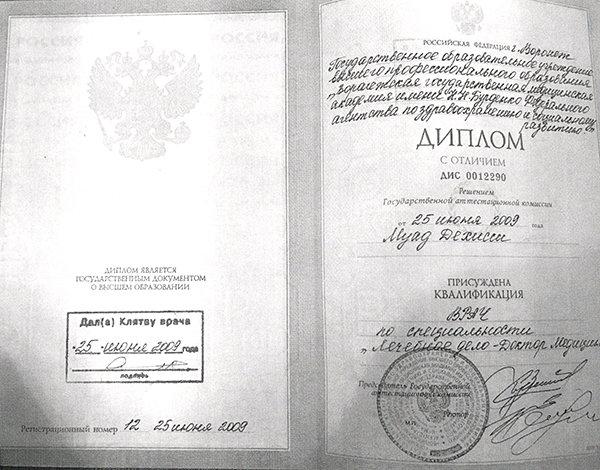 ДИПЛОМ ЯВЛЯЕТСЯ
ГОСУДАРСТВЕННЫМ ДОКУМЕНТОМ
О ВЫСШЕМ ОБРАЗОВАНИИ
Дал(а) Клятву врача
25 июня 2009 года
подпись
Регистрационный номер 12 25 июня 2009
РОССИЙСКАЯ ФЕДЕРАЦИЯ г. Воронеж
Государственное образовательное учреждение
высшего профессионального образования
"Воронежская государственная медицинская
академия имени Н.Н. Бурденко Федерального
агентства по здравоохранению и социальному
развитию"
ДИПЛОМ
С ОТЛИЧИЕМ
ДИС 0012290
Решением
Государственной аттестационной комиссии
от 25 июня 2009 года
Муад Дехисси
ПРИСУЖДЕНА
КВАЛИФИКАЦИЯ
ВРАЧ
по специальности
"Лечебное дело-Доктор Медицин
Председатель Государственной
аттестационной комиссии
Ректор
М.П.